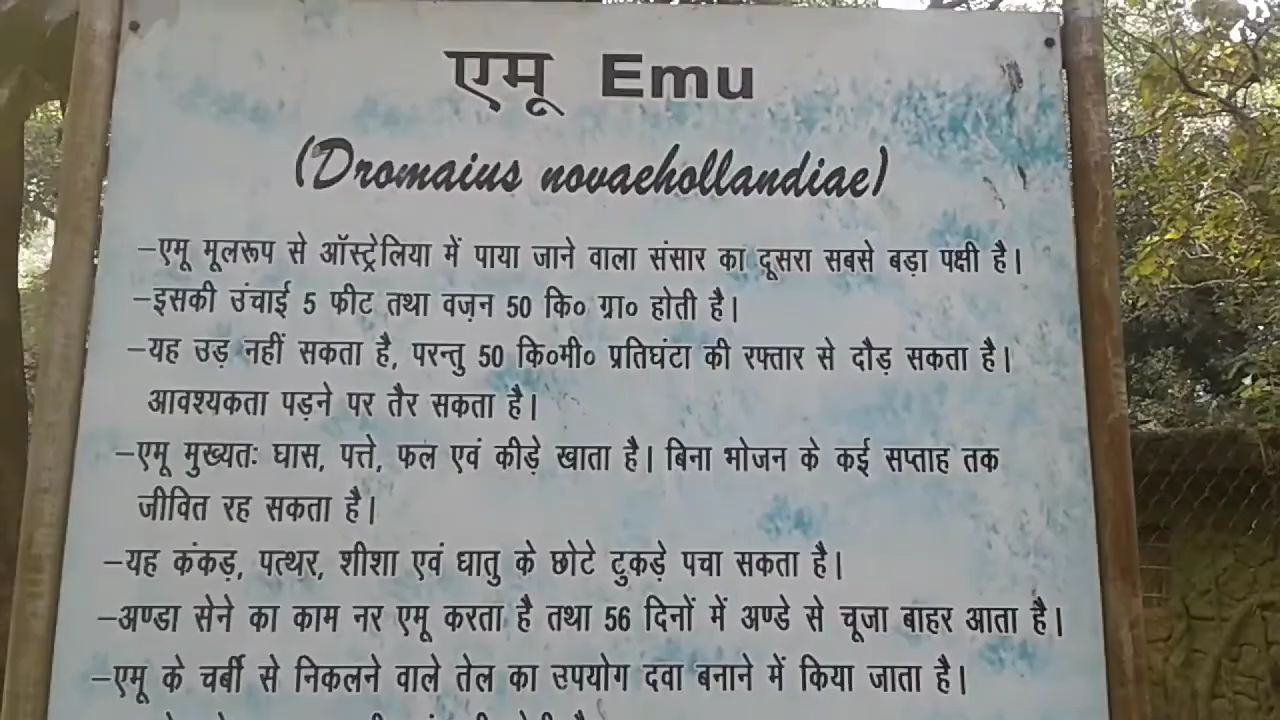 एमू Emu
(Dromaius novaehollandiae)
–एमू मूलरूप से ऑस्ट्रेलिया में पाया जाने वाला संसार का दूसरा सबसे बड़ा पक्षी है।
–इसकी उंचाई 5 फीट तथा वज़न 50 कि० ग्रा० होती है।
–यह उड़ नहीं सकता है, परन्तु 50 कि०मी० प्रतिघंटा की रफ्तार से दौड़ सकता है।
आवश्यकता पड़ने पर तैर सकता है।
–एमू मुख्यतः घास, पत्ते, फल एवं कीड़े खाता है। बिना भोजन के कई सप्ताह तक
जीवित रह सकता है।
–यह कंकड़, पत्थर, शीशा एवं धातु के छोटे टुकड़े पचा सकता है।
–अण्डा सेने का काम नर एमू करता है तथा 56 दिनों में अण्डे से चूजा बाहर आता है।
–एमू के चर्बी से निकलने वाले तेल का उपयोग दवा बनाने में किया जाता है।